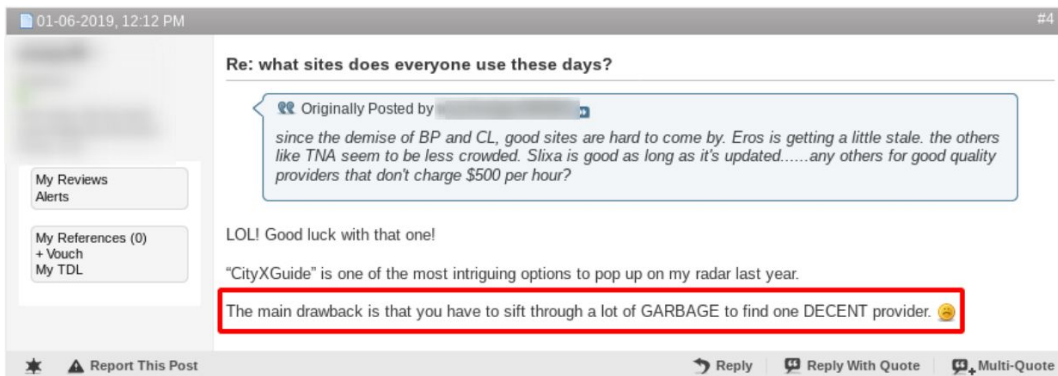 01-06-2019, 12:12 PM
#4
Re: what sites does everyone use these days?
Originally Posted by
since the demise of BP and CL, good sites are hard to come by. Eros is getting a little stale. the others
like TNA seem to be less crowded. Slixa is good as long as it's updated......any others for good quality
providers that don't charge $500 per hour?
My Reviews
Alerts
My References (0)
+ Vouch
My TDL
LOL! Good luck with that one!
“CityXGuide” is one of the most intriguing options to pop up on my radar last year.
The main drawback is that you have to sift through a lot of GARBAGE to find one DECENT provider.
Report This Post
Reply
Reply With Quote
Multi-Quote